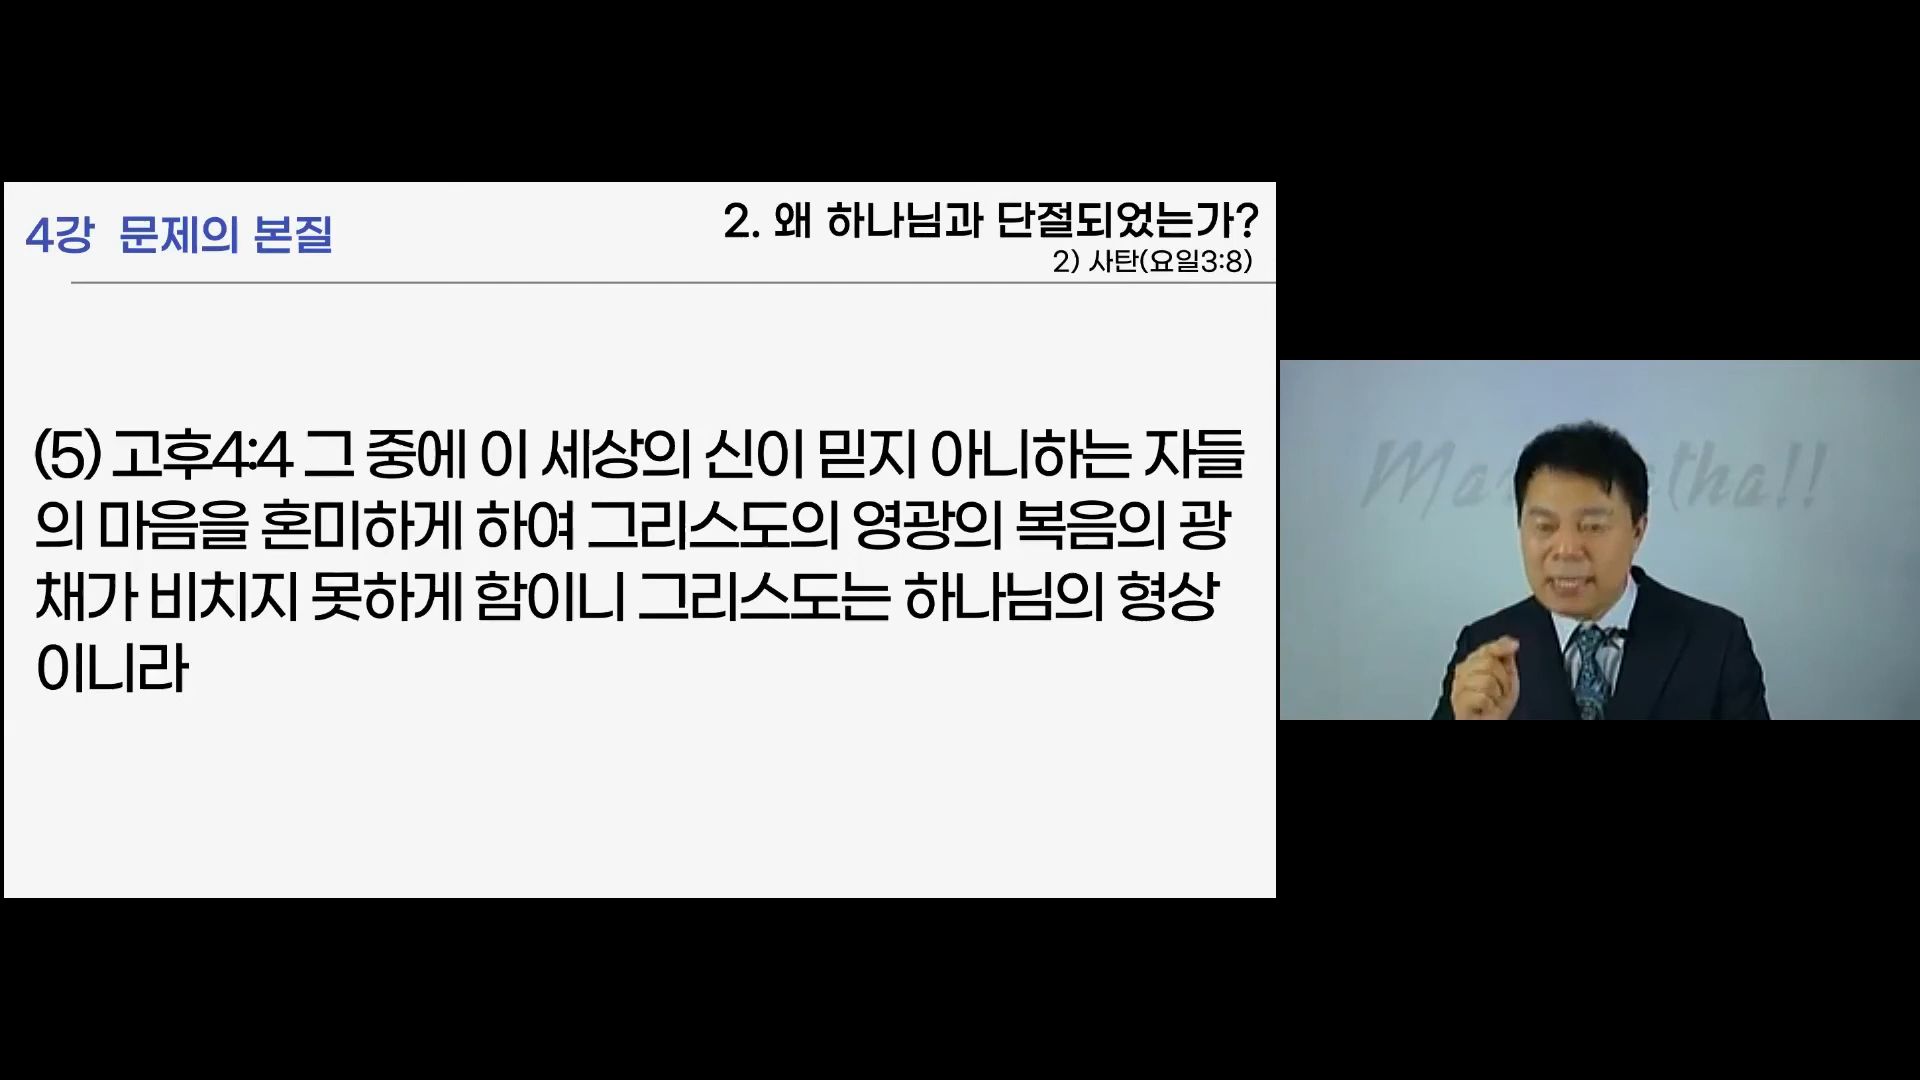 4강 문제의 본질
2. 왜 하나님과 단절되었는가?
2) 사탄(요일3:8)
(5) 고후4:4 그 중에 이 세상의 신이 믿지 아니하는 자들
의 마음을 혼미하게 하여 그리스도의 영광의 복음의 광
채가 비치지 못하게 함이니 그리스도는 하나님의 형상
이니라